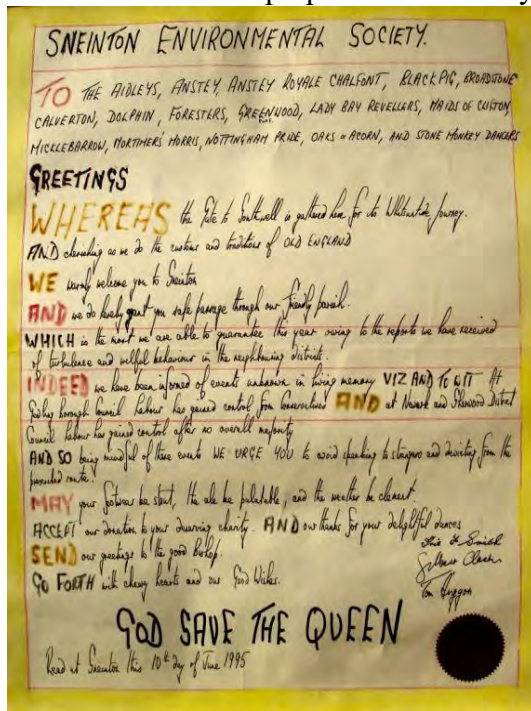 SNEINTON ENVIRONMENTAL SOCIETY.
TO THE AIDLEYS, ANSTEY, ANSTEY ROYALE CHALFONT, BLACK PIG, BROADSTONE
CALVERTON, DOLPHIN, FORESTERS, GREENWOOD, LADY BAY REVELLERS, MAIDS OF CLIFTON,
MICKLEBARROW, MORTIMERS' MORRIS, NOTTINGHAM PRIDE, OAKS & ACORN, AND STONE MONKEY DANCERS
GREETINGS
WHEREAS the Gate to Southwell is gathered here for its Whitsuntide Journey.
AND cherishing as we do the customs and traditions of OLD ENGLAND
WE warmly welcome you to Sneinton
AND we do hereby grant you safe passage through our friendly parish.
WHICH is the most we are able to guarantee this year owing to the reports we have received
of turbulence and wilful behaviour in the neighbouring districts.
INDEED we have been informed of events unknown in living memory VIZ AND TO WIT At
Gedling borough Council Labour has gained control from Conservatives AND at Newark and Sherwood District
Council Labour has gained control after no overall majority
AND SO being mindful of these events WE URGE YOU to avoid speaking to strangers and deviating from the
prescribed route.
MAY your footwear be stout, the ale be palatable, and the weather be clement.
ACCEPT our donation to your deserving charity. AND our thanks for your delightful dances
SEND our greetings to the good Bishop.
GO FORTH with cheery hearts and our Good Wishes.
Gilbert Clarke
Tom Huggon
GOD SAVE THE QUEEN
Read at Sneinton this 10th day of June 1995